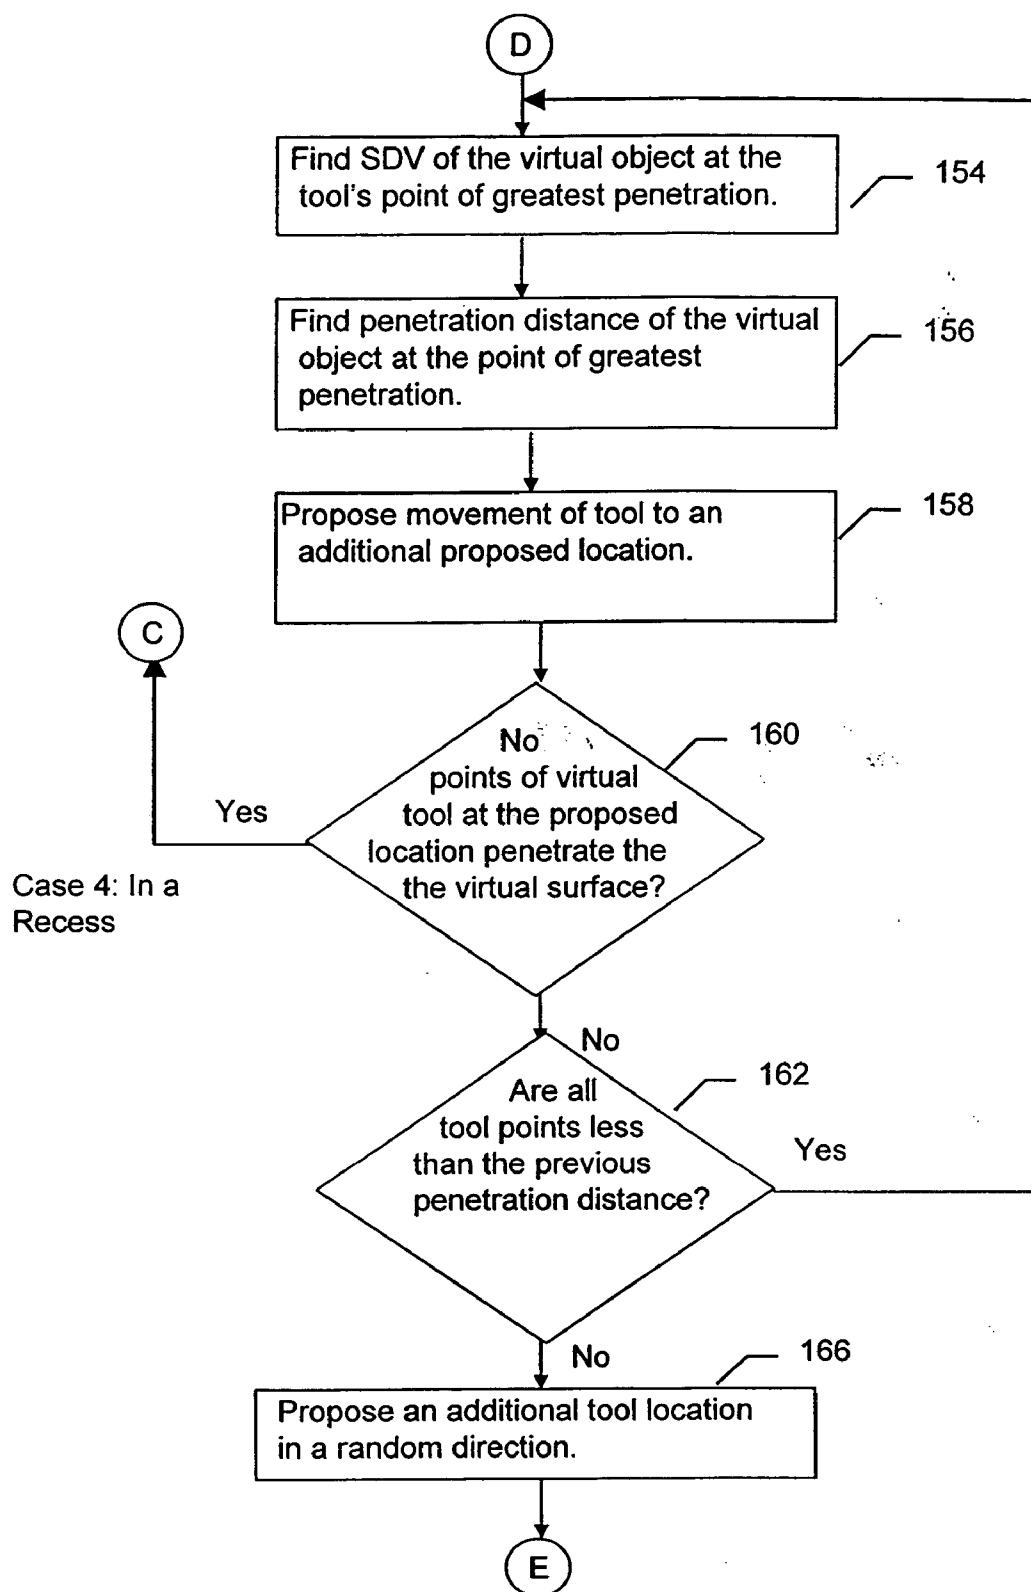 D
Find SDV of the virtual object at the
tool's point of greatest penetration.
154
Find penetration distance of the virtual
object at the point of greatest
penetration.
156
Propose movement of tool to an
additional proposed location.
158
C
No
points of virtual
tool at the proposed
location penetrate the
the virtual surface?
160
Yes
Case 4: In a
Recess
No
Are all
tool points less
than the previous
penetration distance?
162
Yes
No
Propose an additional tool location
in a random direction.
166
E